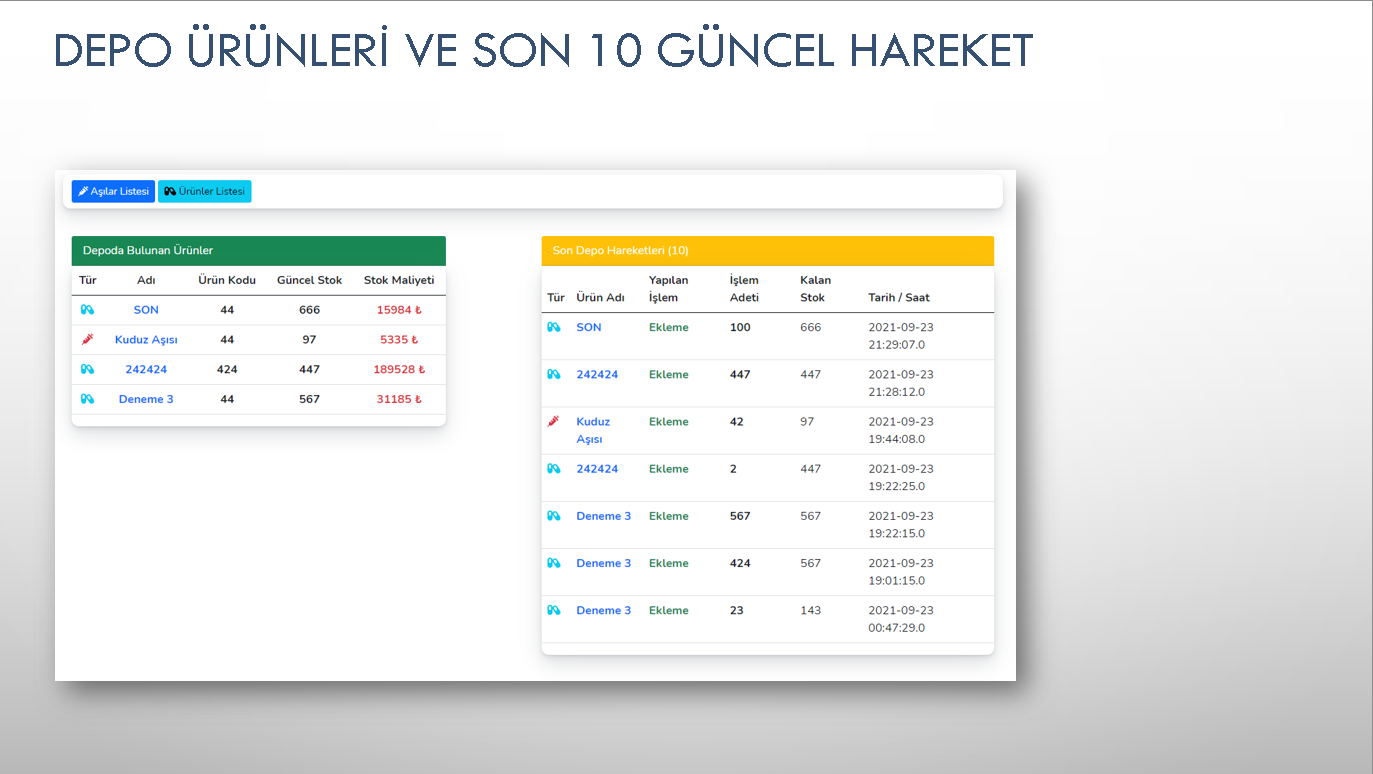 DEPO ÜRÜNLERİ VE SON 10 GÜNCEL HAREKET
Aşılar Listesi Ürünler Listesi
Depoda Bulunan Ürünler
Tür Adı Ürün Kodu Güncel Stok Stok Maliyeti
SON 44 666 15984 ₺
Kuduz Aşısı 44 97 5335 ₺
242424 424 447 189528 ₺
Deneme 3 44 567 31185 ₺
Son Depo Hareketleri (10)
Yapılan İşlem Kalan
Tür Ürün Adı İşlem Adeti Stok Tarih / Saat
SON Ekleme 100 666 2021-09-23
21:29:07.0
242424 Ekleme 447 447 2021-09-23
21:28:12.0
Kuduz Ekleme 42 97 2021-09-23
Aşısı 19:44:08.0
242424 Ekleme 2 447 2021-09-23
19:22:25.0
Deneme 3 Ekleme 567 567 2021-09-23
19:22:15.0
Deneme 3 Ekleme 424 567 2021-09-23
19:01:15.0
Deneme 3 Ekleme 23 143 2021-09-23
00:47:29.0